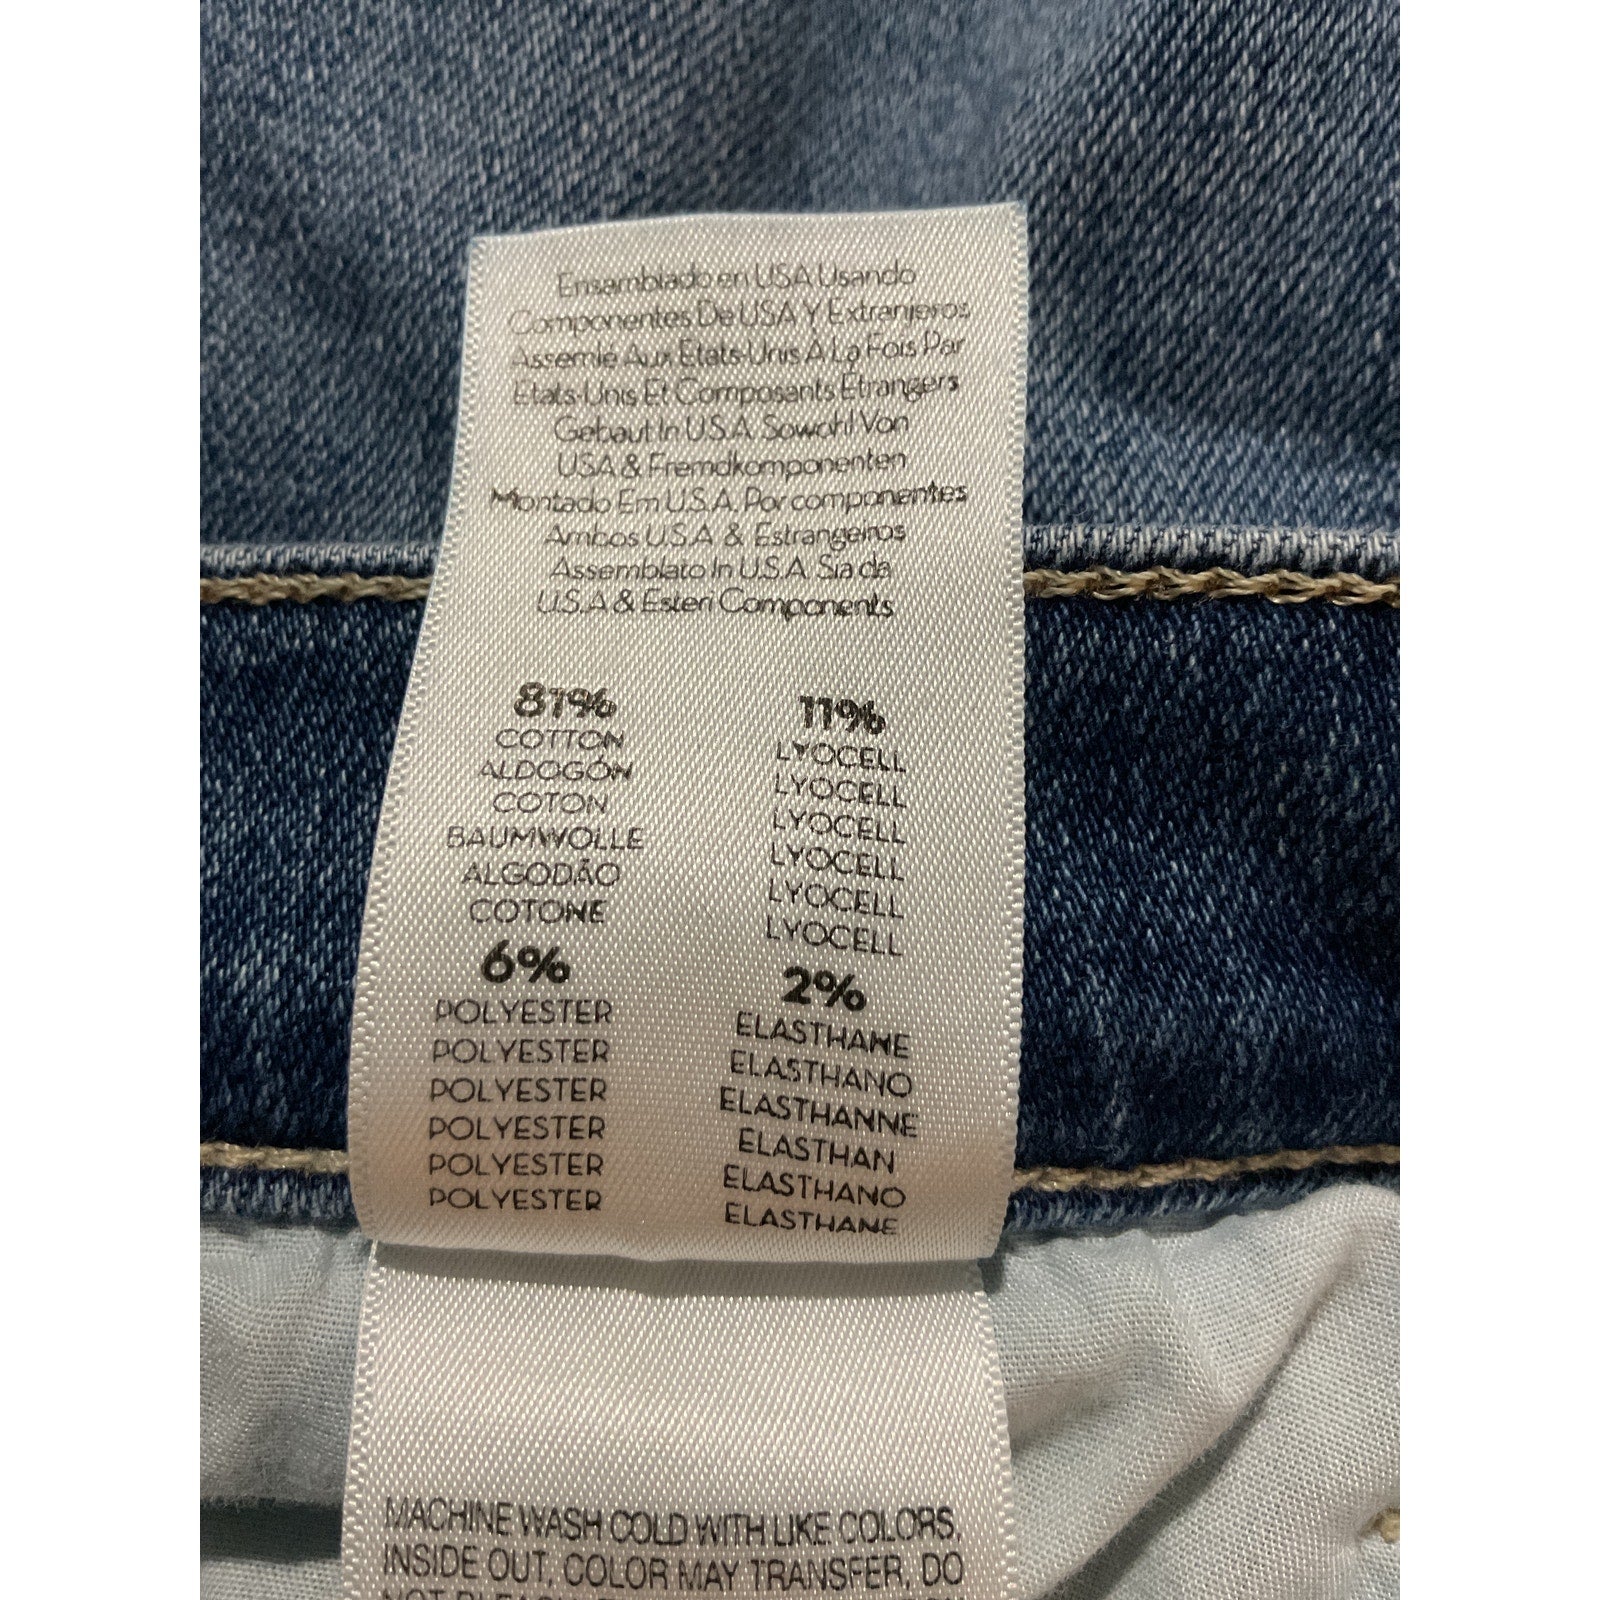 Ensamblado en USA Usando
Componentes De USA Y Extranjeros
Assemlé Aux Etats-Unis A La Fois Par
Etats-Unis Et Composants Étrangers
Gebaut In U.S.A. Sowohl Von
USA & Fremdkomponenten
Montado Em U.S.A. Por componentes
Ambos U.S.A & Estrangeiros
Assemblato In U.S.A. Sia da
U.S.A & Esteri Components
81%
COTTON
ALDOGÓN
COTON
BAUMWOLLE
ALGODÃO
COTONE
11%
LYOCELL
LYOCELL
LYOCELL
LYOCELL
LYOCELL
LYOCELL
6%
POLYESTER
POLYESTER
POLYESTER
POLYESTER
POLYESTER
POLYESTER
2%
ELASTHANE
ELASTHANO
ELASTHANNE
ELASTHAN
ELASTHANO
ELASTHANE
MACHINE WASH COLD WITH LIKE COLORS,
INSIDE OUT, COLOR MAY TRANSFER, DO
NOT BLEACH